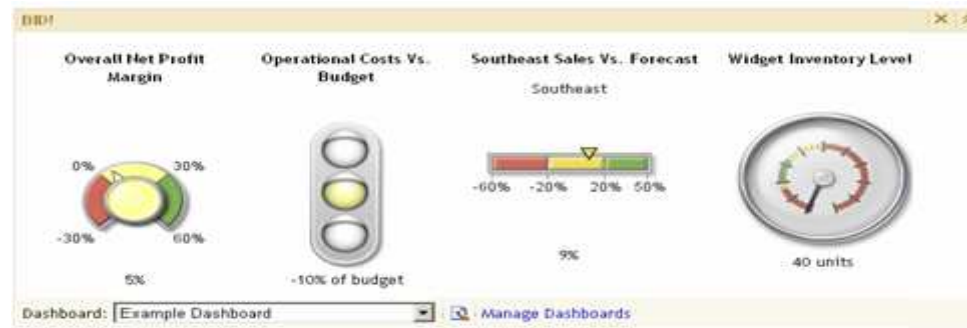 DID!
Overall Net Profit
Margin
0%
30%
-30%
60%
5%
Operational Costs Vs.
Budget
-10% of budget
Southeast Sales Vs. Forecast
Southeast
-60% -20% 20% 50%
9%
Widget Inventory Level
40 units
Dashboard: Example Dashboard Manage Dashboards